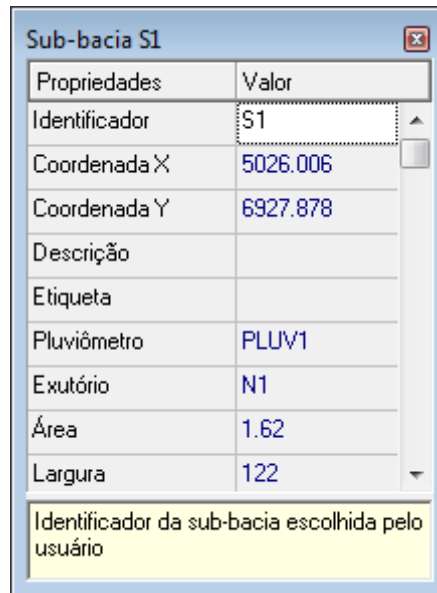 Sub-bacia S1
Propriedades Valor
Identificador S1
Coordenada X 5026.006
Coordenada Y 6927.878
Descrição
Etiqueta
Pluviômetro PLUV1
Exutório N1
Área 1.62
Largura 122
Identificador da sub-bacia escolhida pelo
usuário